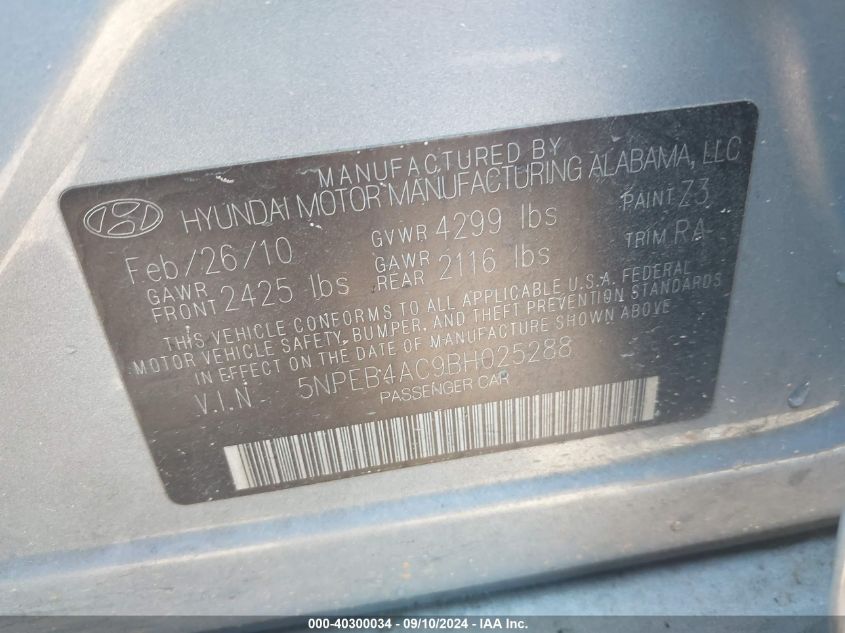 MANUFACTURED BY
HYUNDAI MOTOR MANUFACTURING ALABAMA, LLC
Feb/26/10 GVWR 4299 lbs PAINT Z3
GAWR FRONT 2425 lbs GAWR REAR 2116 lbs TRIM RA
THIS VEHICLE CONFORMS TO ALL APPLICABLE U.S.A. FEDERAL
MOTOR VEHICLE SAFETY, BUMPER, AND THEFT PREVENTION STANDARDS
IN EFFECT ON THE DATE OF MANUFACTURE SHOWN ABOVE
V.I.N 5NPEB4AC9BH025288
PASSENGER CAR
000-40300034 - 09/10/2024 - IAA Inc.